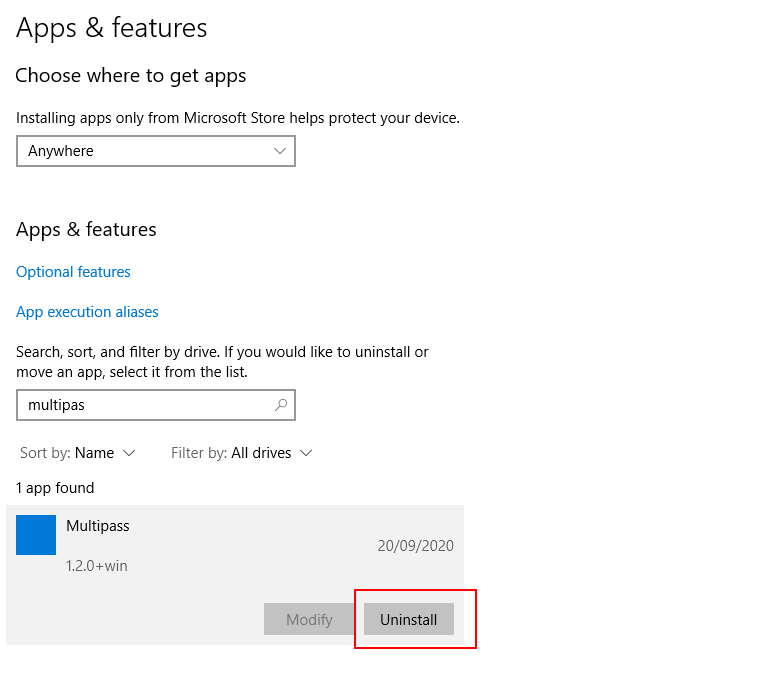 Apps & features
Choose where to get apps
Installing apps only from Microsoft Store helps protect your device.
Anywhere
Apps & features
Optional features
App execution aliases
Search, sort, and filter by drive. If you would like to uninstall or
move an app, select it from the list.
multipas
Sort by: Name Filter by: All drives
1 app found
Multipass
20/09/2020
1.2.0+win
Modify Uninstall